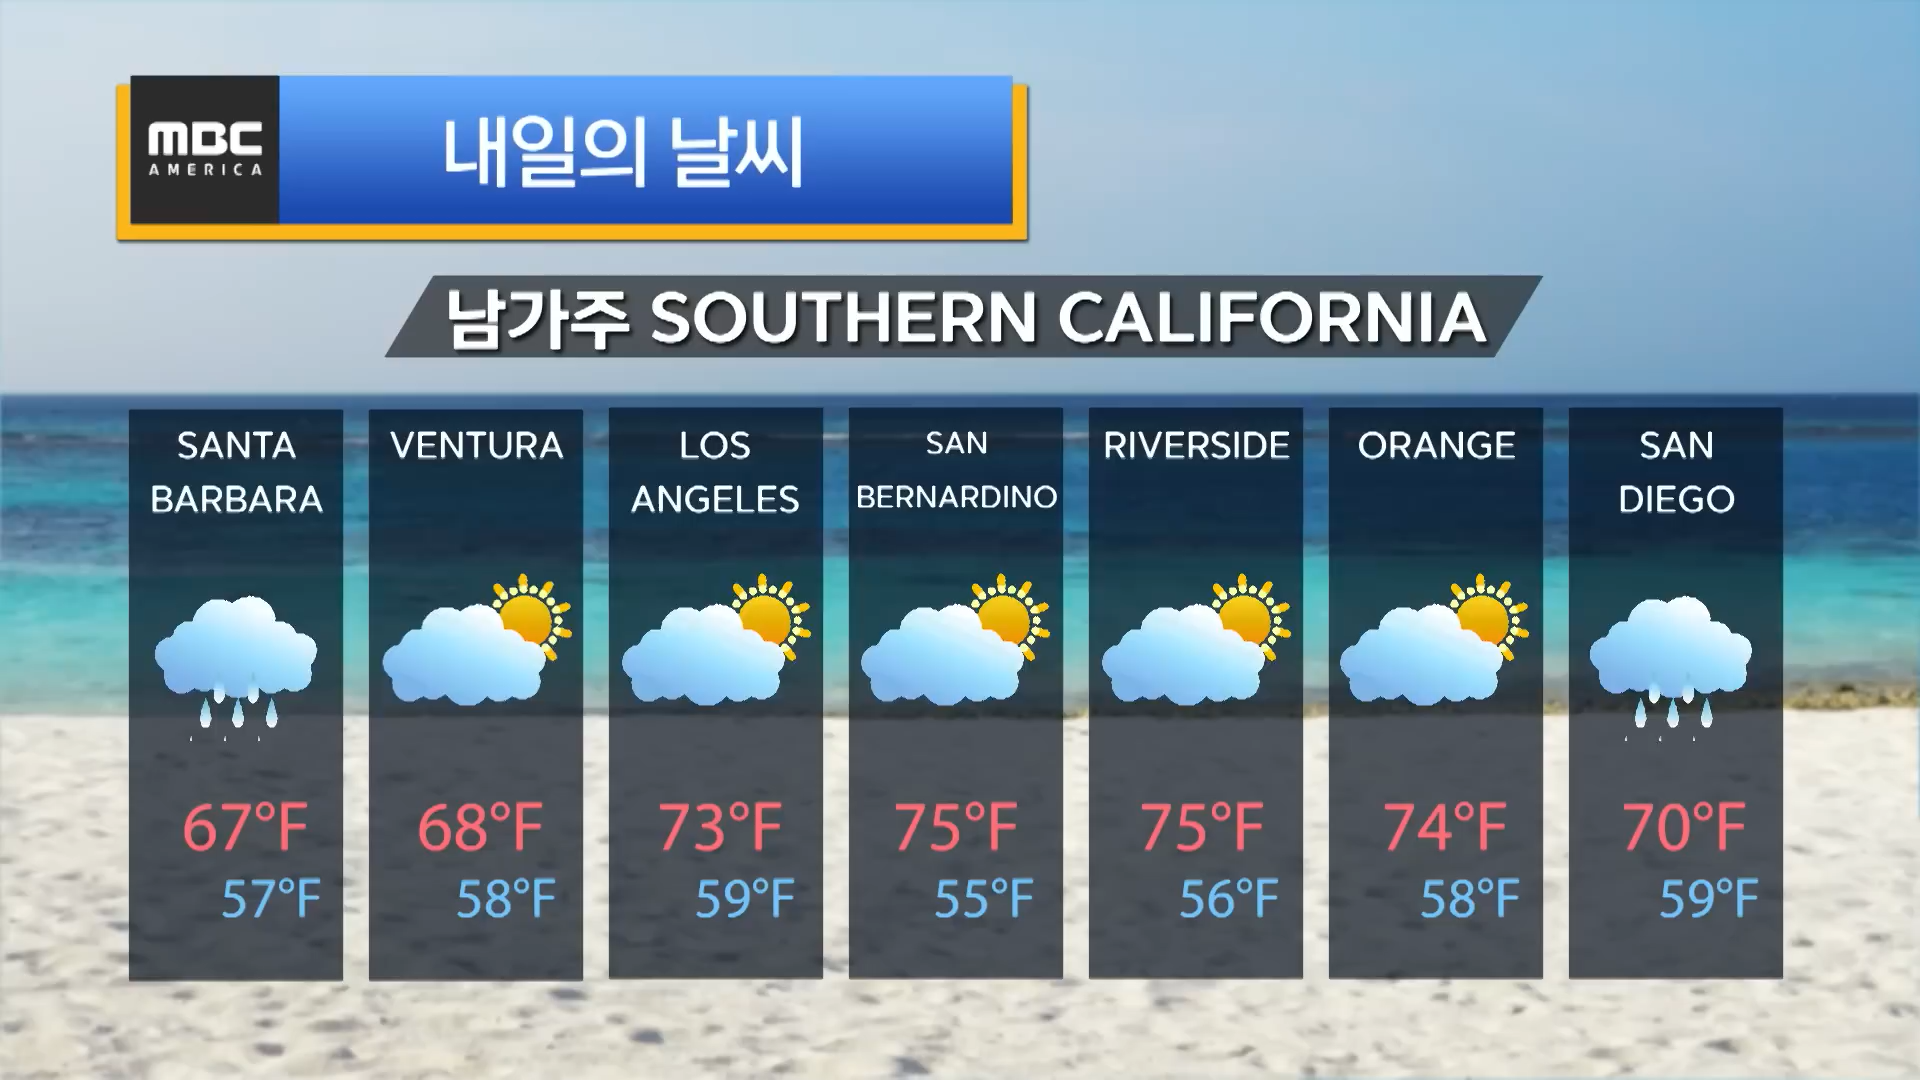 MBC
AMERICA
내일의 날씨
남가주 SOUTHERN CALIFORNIA
SANTA
BARBARA
67°F
57°F
VENTURA
68°F
58°F
LOS
ANGELES
73°F
59°F
SAN
BERNARDINO
75°F
55°F
RIVERSIDE
75°F
56°F
ORANGE
74°F
58°F
SAN
DIEGO
70°F
59°F